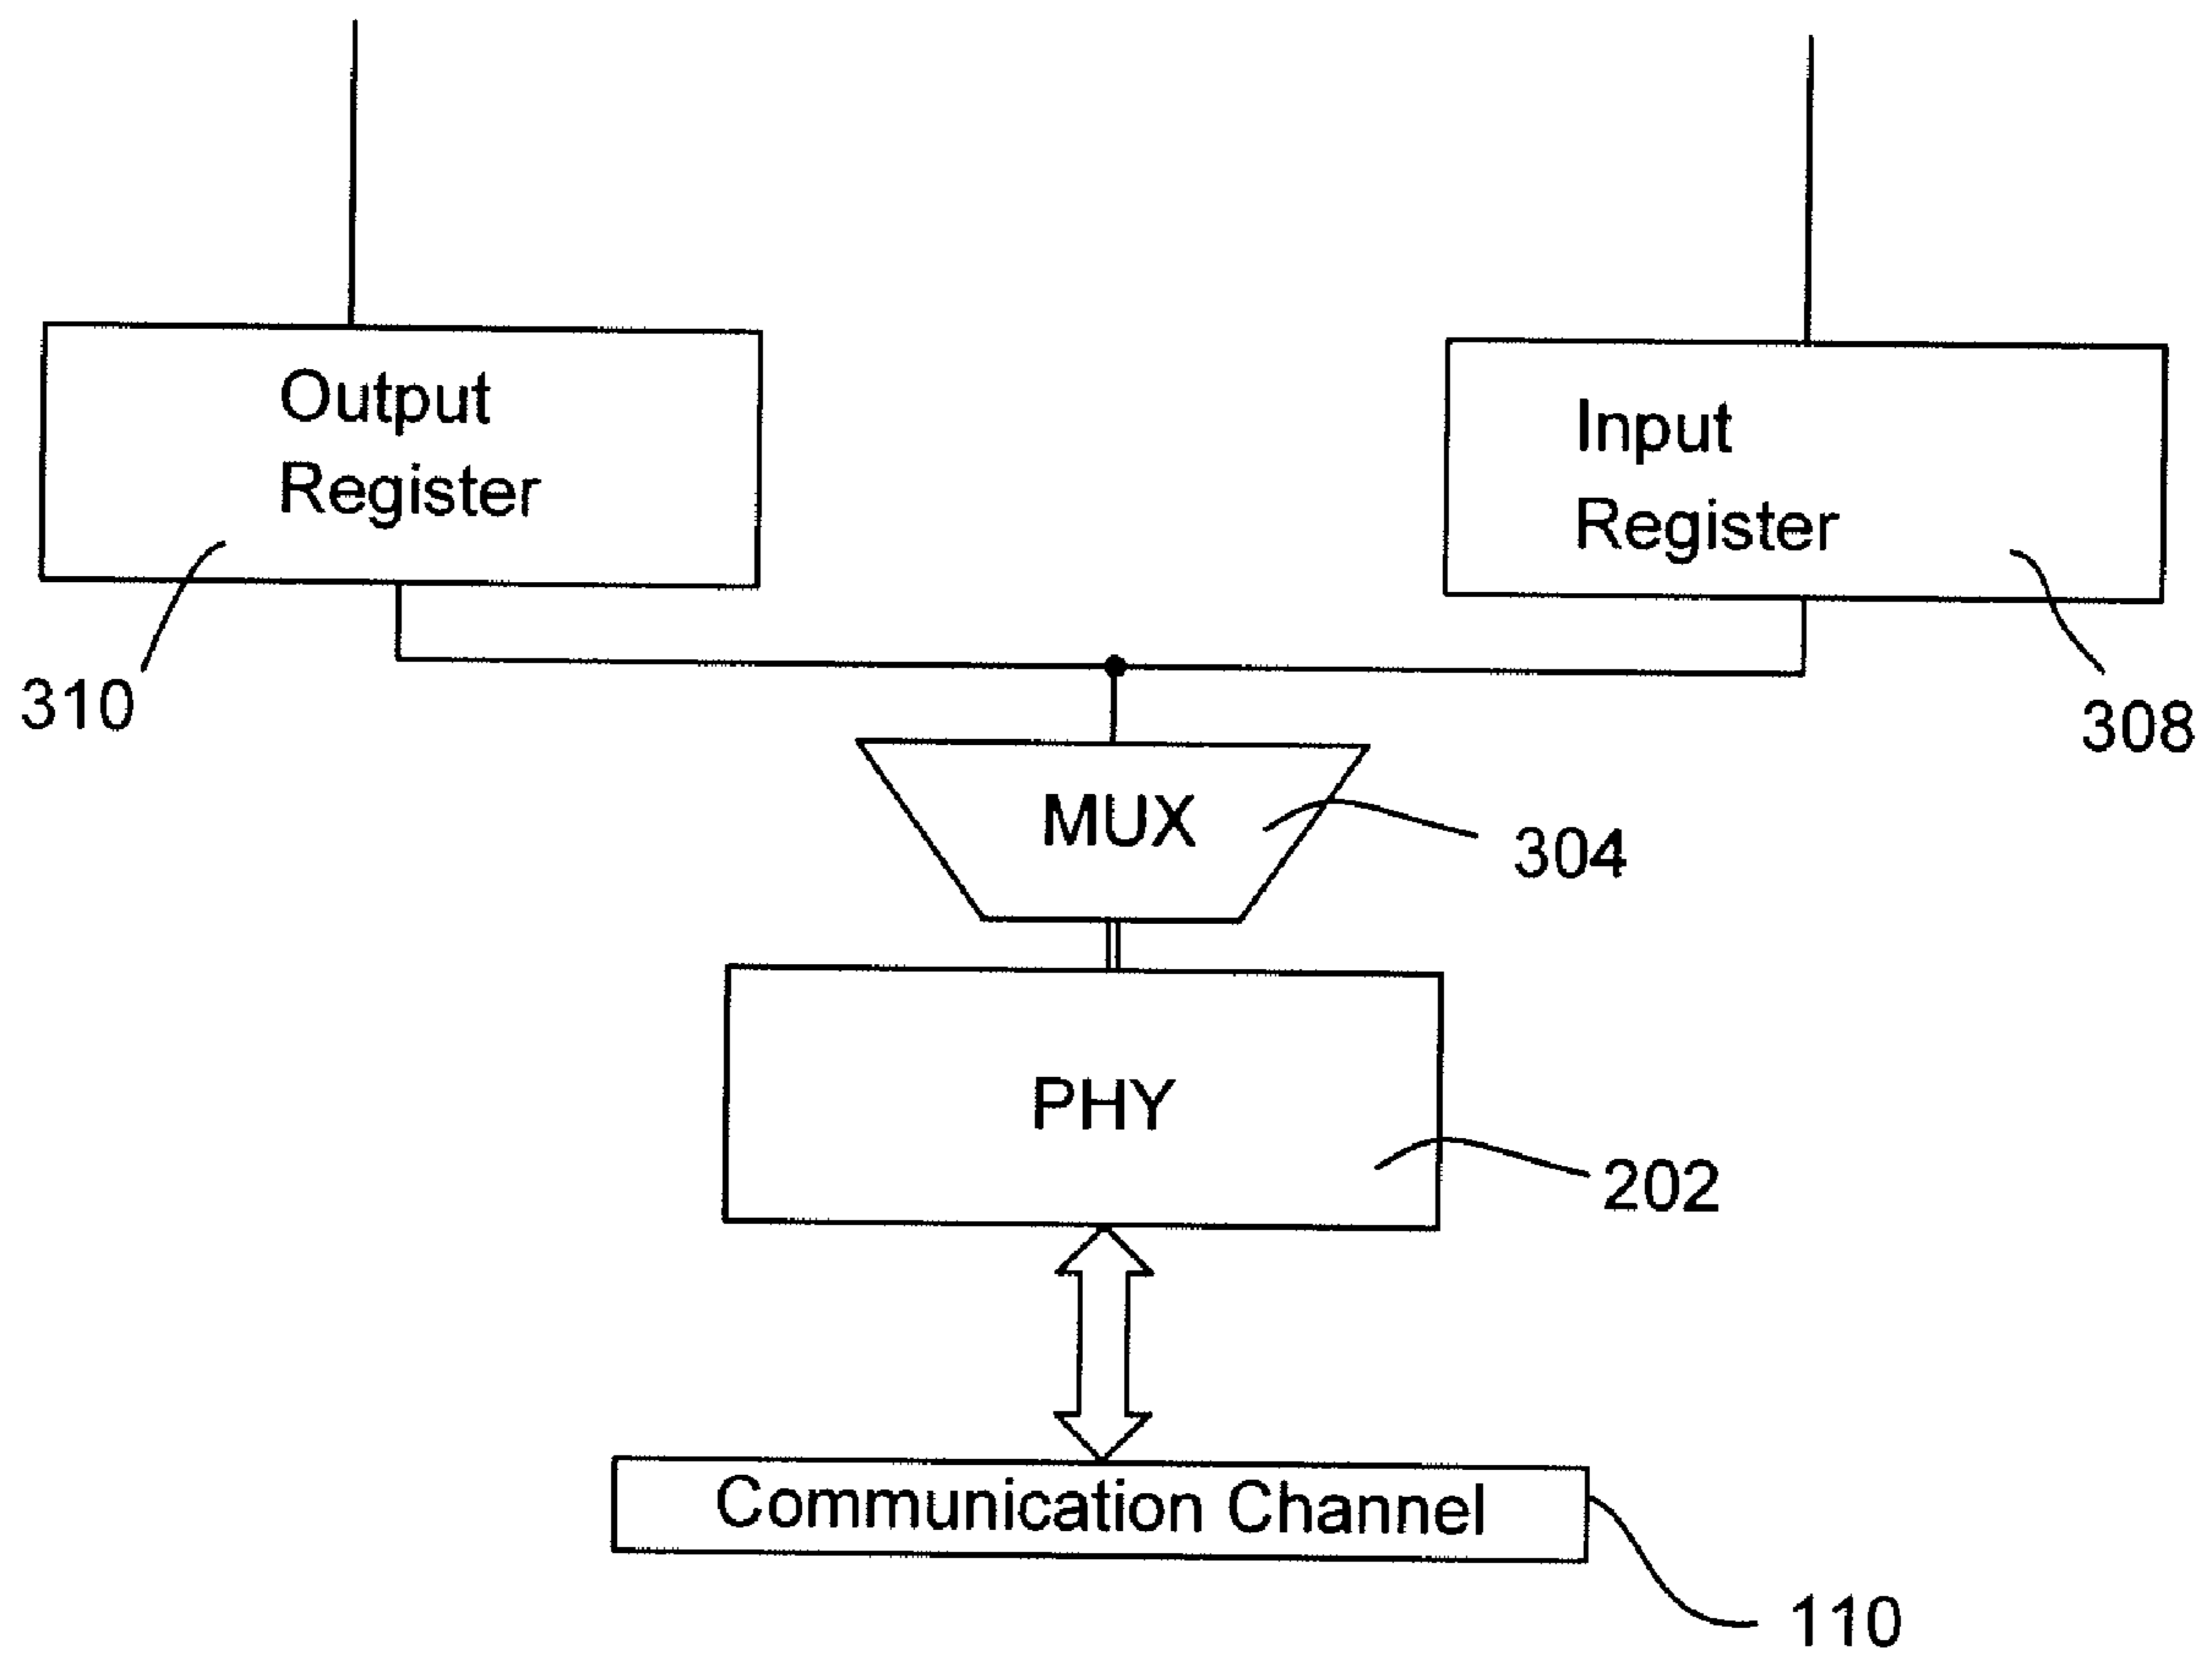 Output
Register
Input
Register
310
308
MUX
304
PHY
202
Communication Channel
110